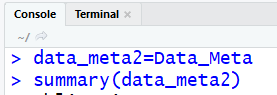 Console Terminal ×
~/
> data_meta2=Data_Meta
> summary(data_meta2)